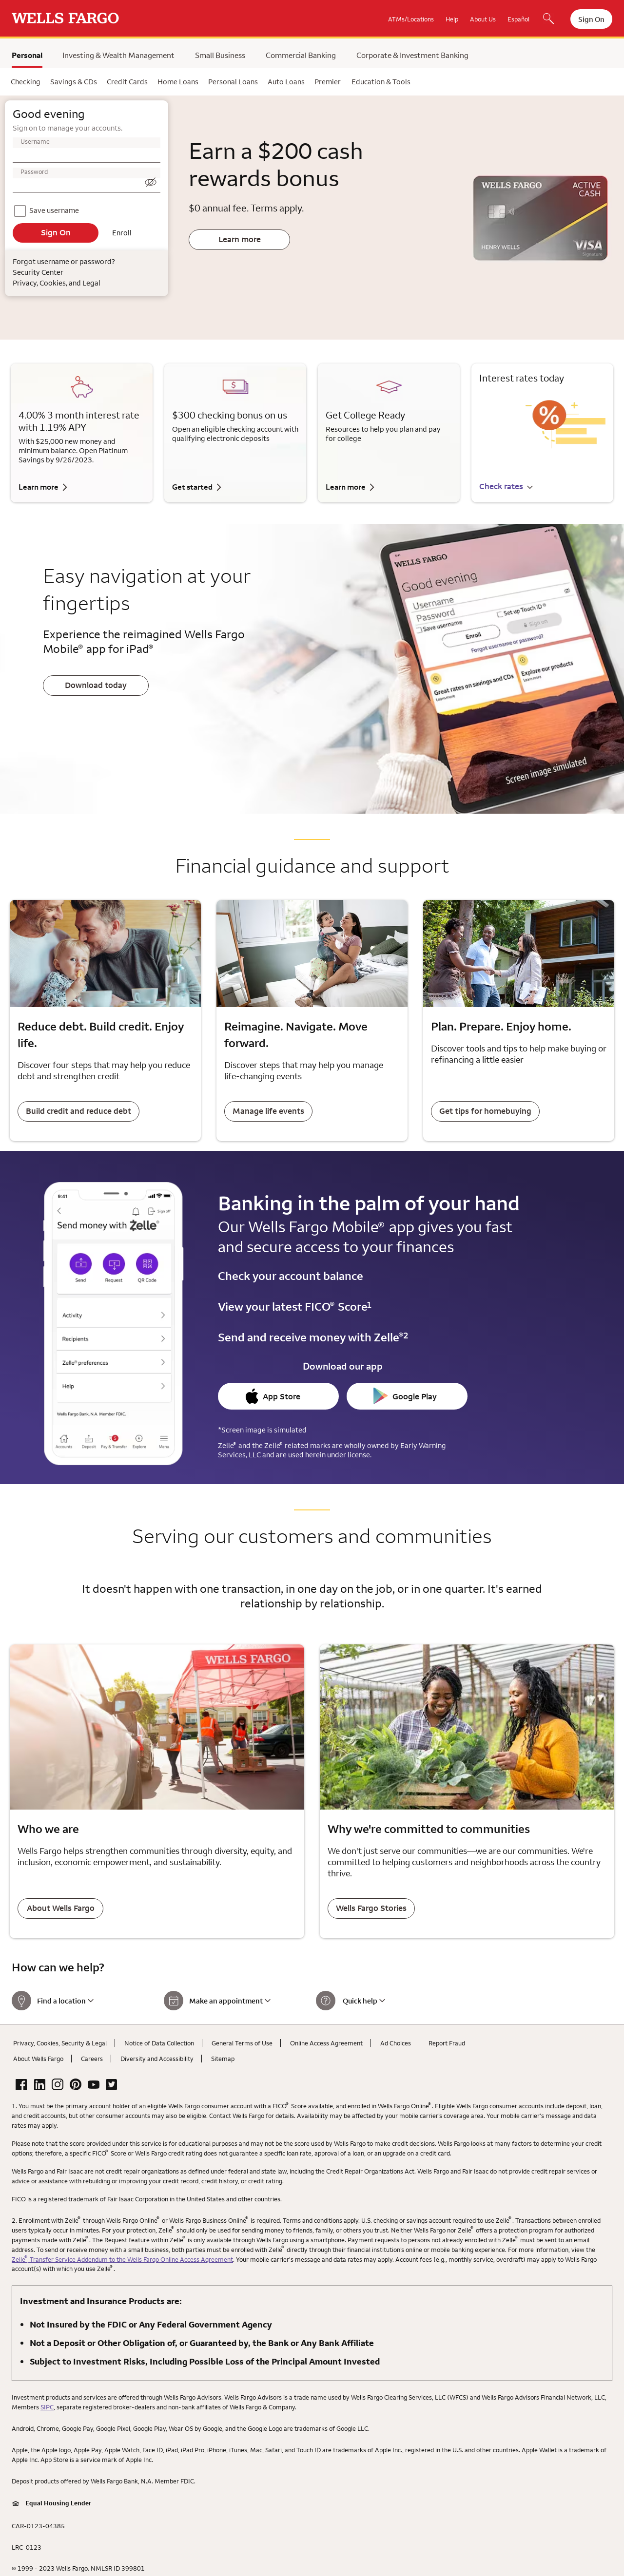 WELLS FARGO
ATMs/Locations Help About Us Español Sign On
Personal Investing & Wealth Management Small Business Commercial Banking Corporate & Investment Banking
Checking Savings & CDs Credit Cards Home Loans Personal Loans Auto Loans Premier Education & Tools
Good evening
Sign on to manage your accounts.
Username
Password
Save username
Sign On Enroll
Forgot username or password?
Security Center
Privacy, Cookies, and Legal
Earn a $200 cash
rewards bonus
$0 annual fee. Terms apply.
Learn more
WELLS FARGO
ACTIVE
CASH
HENRY WELLS
VISA
Signature
4.00% 3 month interest rate
with 1.19% APY
With $25,000 new money and
minimum balance. Open Platinum
Savings by 9/26/2023.
Learn more
$300 checking bonus on us
Open an eligible checking account with
qualifying electronic deposits
Get started
Get College Ready
Resources to help you plan and pay
for college
Learn more
Interest rates today
%
Check rates
Easy navigation at your
fingertips
Experience the reimagined Wells Fargo
Mobile® app for iPad®
Download today
WELLS FARGO
Good evening
Username
Password
Save username
Set up Touch ID®
Enroll
Sign on
Forgot username or password?
Great rates on savings and CDs
Learn more
Explore our products
Learn more
Screen image simulated
Financial guidance and support
Reduce debt. Build credit. Enjoy
life.
Discover four steps that may help you reduce
debt and strengthen credit
Build credit and reduce debt
Reimagine. Navigate. Move
forward.
Discover steps that may help you manage
life-changing events
Manage life events
Plan. Prepare. Enjoy home.
Discover tools and tips to help make buying or
refinancing a little easier
Get tips for homebuying
9:41
Sign off
Send money with Zelle®
Send Request QR Code
Activity
Recipients
Zelle® preferences
Help
Wells Fargo Bank, N.A. Member FDIC.
1
Accounts Deposit Pay & Transfer Explore Menu
Banking in the palm of your hand
Our Wells Fargo Mobile® app gives you fast
and secure access to your finances
Check your account balance
View your latest FICO® Score1
Send and receive money with Zelle®2
Download our app
App Store Google Play
*Screen image is simulated
Zelle® and the Zelle® related marks are wholly owned by Early Warning
Services, LLC and are used herein under license.
Serving our customers and communities
It doesn't happen with one transaction, in one day on the job, or in one quarter. It's earned
relationship by relationship.
WELLS FARGO
Who we are
Wells Fargo helps strengthen communities through diversity, equity, and
inclusion, economic empowerment, and sustainability.
About Wells Fargo
Why we're committed to communities
We don't just serve our communities—we are our communities. We're
committed to helping customers and neighborhoods across the country
thrive.
Wells Fargo Stories
How can we help?
Find a location Make an appointment Quick help
Privacy, Cookies, Security & Legal Notice of Data Collection General Terms of Use Online Access Agreement Ad Choices Report Fraud
About Wells Fargo Careers Diversity and Accessibility Sitemap
1. You must be the primary account holder of an eligible Wells Fargo consumer account with a FICO® Score available, and enrolled in Wells Fargo Online®. Eligible Wells Fargo consumer accounts include deposit, loan,
and credit accounts, but other consumer accounts may also be eligible. Contact Wells Fargo for details. Availability may be affected by your mobile carrier's coverage area. Your mobile carrier's message and data
rates may apply.
Please note that the score provided under this service is for educational purposes and may not be the score used by Wells Fargo to make credit decisions. Wells Fargo looks at many factors to determine your credit
options; therefore, a specific FICO® Score or Wells Fargo credit rating does not guarantee a specific loan rate, approval of a loan, or an upgrade on a credit card.
Wells Fargo and Fair Isaac are not credit repair organizations as defined under federal and state law, including the Credit Repair Organizations Act. Wells Fargo and Fair Isaac do not provide credit repair services or
advice or assistance with rebuilding or improving your credit record, credit history, or credit rating.
FICO is a registered trademark of Fair Isaac Corporation in the United States and other countries.
2. Enrollment with Zelle® through Wells Fargo Online® or Wells Fargo Business Online® is required. Terms and conditions apply. U.S. checking or savings account required to use Zelle®. Transactions between enrolled
users typically occur in minutes. For your protection, Zelle® should only be used for sending money to friends, family, or others you trust. Neither Wells Fargo nor Zelle® offers a protection program for authorized
payments made with Zelle®. The Request feature within Zelle® is only available through Wells Fargo using a smartphone. Payment requests to persons not already enrolled with Zelle® must be sent to an email
address. To send or receive money with a small business, both parties must be enrolled with Zelle® directly through their financial institution's online or mobile banking experience. For more information, view the
Zelle® Transfer Service Addendum to the Wells Fargo Online Access Agreement. Your mobile carrier's message and data rates may apply. Account fees (e.g., monthly service, overdraft) may apply to Wells Fargo
account(s) with which you use Zelle®.
Investment and Insurance Products are:
• Not Insured by the FDIC or Any Federal Government Agency
• Not a Deposit or Other Obligation of, or Guaranteed by, the Bank or Any Bank Affiliate
• Subject to Investment Risks, Including Possible Loss of the Principal Amount Invested
Investment products and services are offered through Wells Fargo Advisors. Wells Fargo Advisors is a trade name used by Wells Fargo Clearing Services, LLC (WFCS) and Wells Fargo Advisors Financial Network, LLC,
Members SIPC, separate registered broker-dealers and non-bank affiliates of Wells Fargo & Company.
Android, Chrome, Google Pay, Google Pixel, Google Play, Wear OS by Google, and the Google Logo are trademarks of Google LLC.
Apple, the Apple logo, Apple Pay, Apple Watch, Face ID, iPad, iPad Pro, iPhone, iTunes, Mac, Safari, and Touch ID are trademarks of Apple Inc., registered in the U.S. and other countries. Apple Wallet is a trademark of
Apple Inc. App Store is a service mark of Apple Inc.
Deposit products offered by Wells Fargo Bank, N.A. Member FDIC.
Equal Housing Lender
CAR-0123-04385
LRC-0123
© 1999 - 2023 Wells Fargo. NMLSR ID 399801